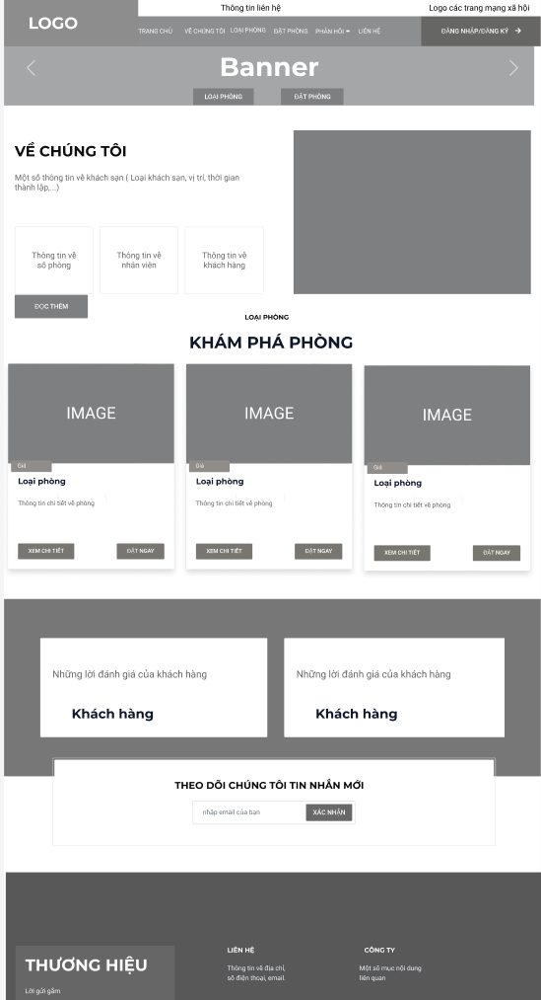 Thông tin liên hệ
Logo các trang mạng xã hội
LOGO
TRANG CHỦ
VỀ CHÚNG TÔI
LOẠI PHÒNG
ĐẶT PHÒNG
PHẢN HỒI
LIÊN HỆ
ĐĂNG NHẬP/ĐĂNG KÝ
Banner
LOẠI PHÒNG
ĐẶT PHÒNG
VỀ CHÚNG TÔI
Một số thông tin về khách sạn ( Loại khách sạn, vị trí, thời gian
thành lập,...)
Thông tin về
số phòng
Thông tin về
nhân viên
Thông tin về
khách hàng
ĐỌC THÊM
LOẠI PHÒNG
KHÁM PHÁ PHÒNG
IMAGE
Giá
Loại phòng
Thông tin chi tiết về phòng
XEM CHI TIẾT
ĐẶT NGAY
IMAGE
Giá
Loại phòng
Thông tin chi tiết về phòng
XEM CHI TIẾT
ĐẶT NGAY
IMAGE
Giá
Loại phòng
Thông tin chi tiết về phòng
XEM CHI TIẾT
ĐẶT NGAY
Những lời đánh giá của khách hàng
Khách hàng
Những lời đánh giá của khách hàng
Khách hàng
THEO DÕI CHÚNG TÔI TIN NHẮN MỚI
nhập email của bạn
XÁC NHẬN
THƯƠNG HIỆU
Lời gửi gắm
LIÊN HỆ
Thông tin về địa chỉ,
số điện thoại, email.
CÔNG TY
Một số mục nội dung
liên quan